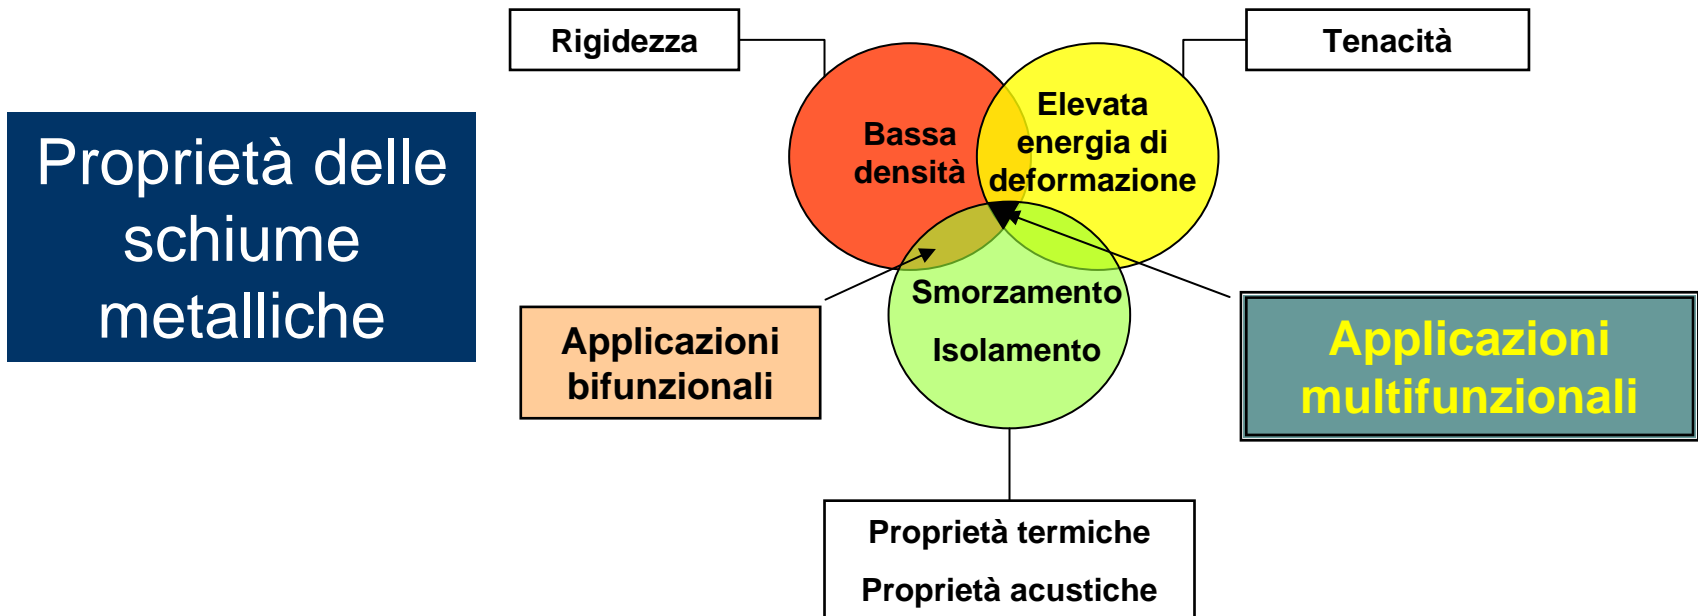 Proprietà delle
schiume
metalliche
Rigidezza
Tenacità
Bassa
densità
Elevata
energia di
deformazione
Smorzamento
Isolamento
Applicazioni
bifunzionali
Applicazioni
multifunzionali
Proprietà termiche
Proprietà acustiche